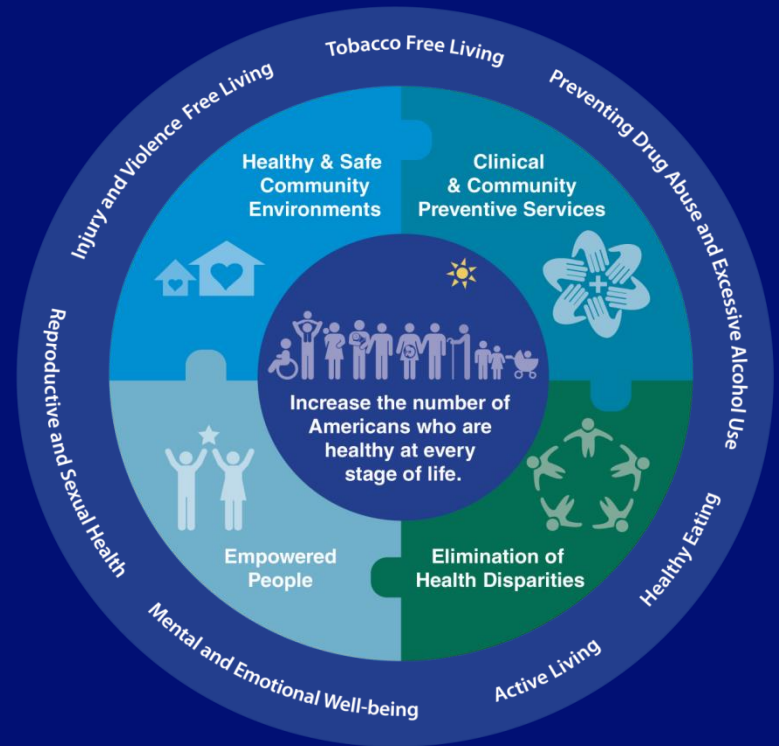 Tobacco Free Living
Preventing Drug Abuse and Excessive Alcohol Use
Healthy Eating
Active Living
Mental and Emotional Well-being
Reproductive and Sexual Health
Injury and Violence Free Living
Healthy & Safe
Community
Environments
Clinical
& Community
Preventive Services
Increase the number of
Americans who are
healthy at every
stage of life.
Empowered
People
Elimination of
Health Disparities